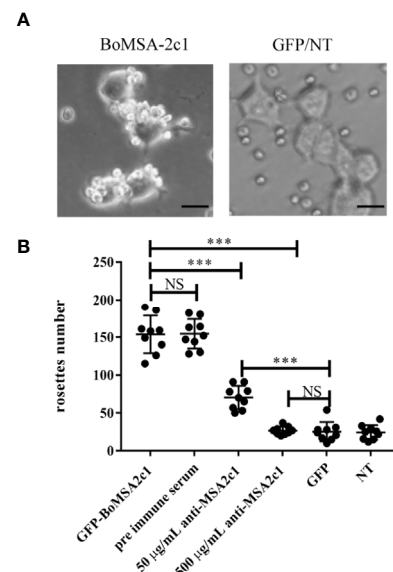 A
BoMSA-2c1 GFP/NT
B
***
***
NS
***
NS
rosettes number
250
200
150
100
50
0
GFP-BoMSA2c1
pre immune serum
50 µg/mL anti-MSA2c1
500 µg/mL anti-MSA2c1
GFP
NT